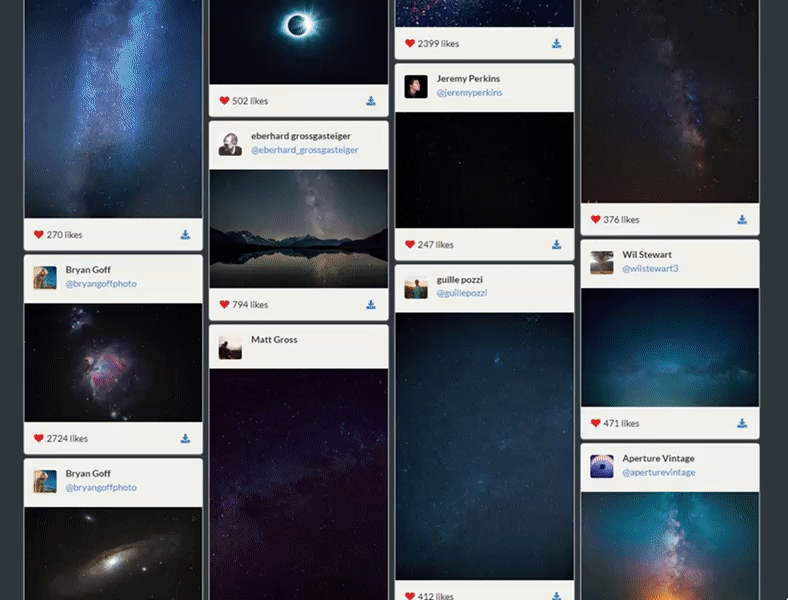 270 likes
Bryan Goff
@bryangoffphoto
2724 likes
Bryan Goff
@bryangoffphoto
502 likes
eberhard grossgasteiger
@eberhard_grossgasteiger
794 likes
Matt Gross
2399 likes
Jeremy Perkins
@jeremyperkins
247 likes
guille pozzi
@guillepozzi
412 likes
376 likes
Wil Stewart
@wilstewart3
471 likes
Aperture Vintage
@aperturevintage